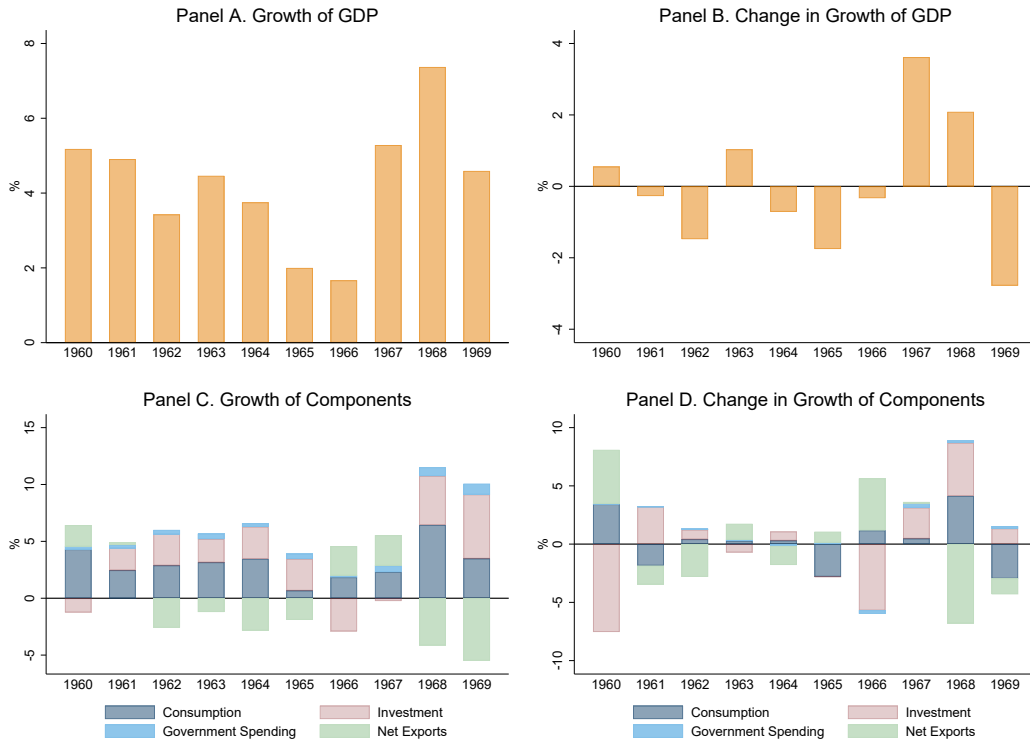 Panel A. Growth of GDP
%
8
6
4
2
0
1960 1961 1962 1963 1964 1965 1966 1967 1968 1969
Panel B. Change in Growth of GDP
%
4
2
0
-2
-4
1960 1961 1962 1963 1964 1965 1966 1967 1968 1969
Panel C. Growth of Components
%
15
10
5
0
-5
1960 1961 1962 1963 1964 1965 1966 1967 1968 1969
Consumption Investment
Government Spending Net Exports
Panel D. Change in Growth of Components
%
10
5
0
-5
-10
1960 1961 1962 1963 1964 1965 1966 1967 1968 1969
Consumption Investment
Government Spending Net Exports